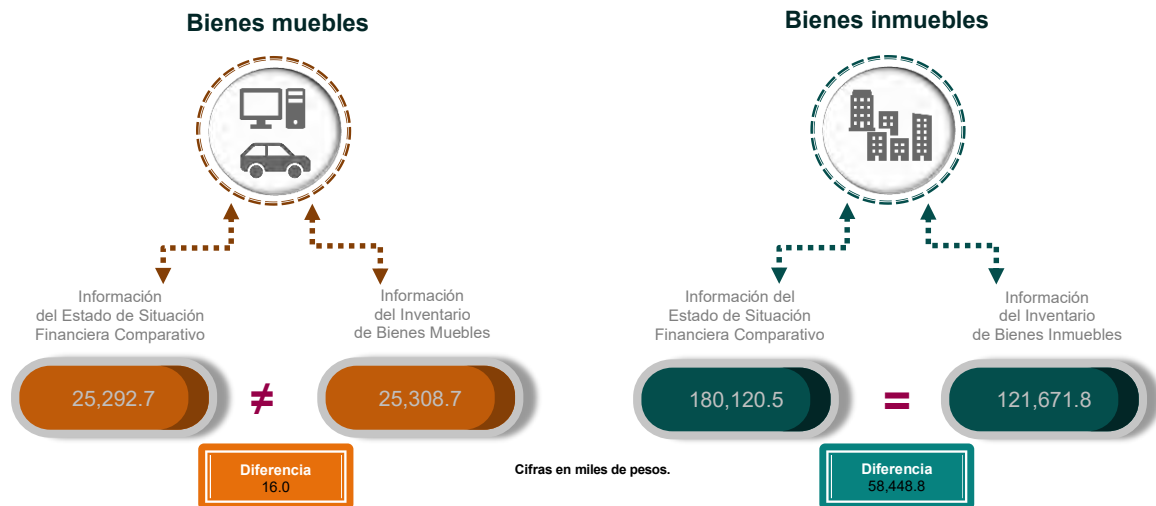 Bienes muebles
Información
del Estado de Situación
Financiera Comparativo
Información
del Inventario
de Bienes Muebles
25,292.7
≠
25,308.7
Diferencia
16.0
Cifras en miles de pesos.
Bienes inmuebles
Información del
Estado de Situación
Financiera Comparativo
Información
del Inventario
de Bienes Inmuebles
180,120.5
=
121,671.8
Diferencia
58,448.8